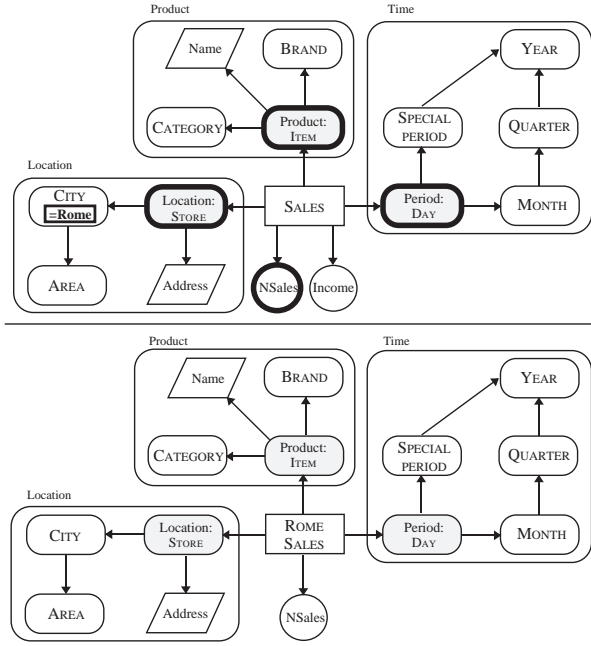 Product
Time
Name
BRAND
YEAR
CATEGORY
Product:
ITEM
SPECIAL
PERIOD
QUARTER
Location
CITY
=Rome
Location:
STORE
SALES
Period:
DAY
MONTH
AREA
Address
NSales
Income
Product
Time
Name
BRAND
YEAR
CATEGORY
Product:
ITEM
SPECIAL
PERIOD
QUARTER
Location
CITY
Location:
STORE
ROME
SALES
Period:
DAY
MONTH
AREA
Address
NSales